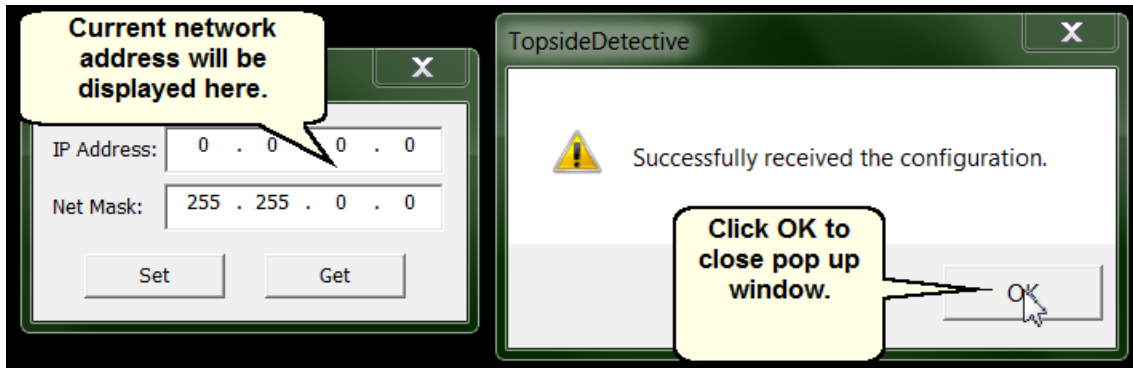 Current network
address will be
displayed here.
X
IP Address: 0 . 0 . 0 . 0
Net Mask: 255 . 255 . 0 . 0
Set Get
TopsideDetective
X
Successfully received the configuration.
Click OK to
close pop up
window.
OK